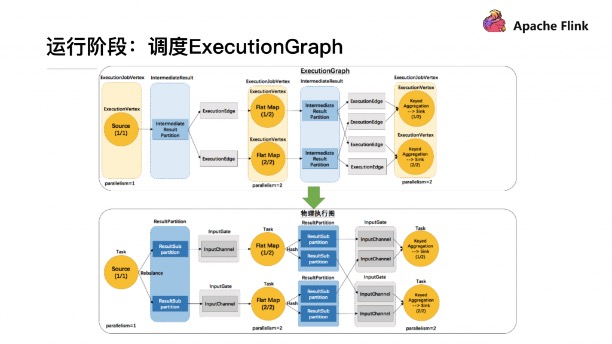 Apache Flink
运行阶段：调度ExecutionGraph
ExecutionGraph
ExecutionJobVertex
IntermediateResult
ExecutionJobVertex
IntermediateResult
ExecutionJobVertex
ExecutionVertex
Source
(1/1)
Intermediate
Result
Partition
ExecutionEdge
ExecutionEdge
ExecutionVertex
Flat Map
(1/2)
ExecutionVertex
Flat Map
(2/2)
Intermediate
Result
Partition
Intermediate
Result
Partition
ExecutionEdge
ExecutionEdge
ExecutionEdge
ExecutionEdge
ExecutionVertex
Keyed
Aggregation
--> Sink
(1/2)
ExecutionVertex
Keyed
Aggregation
--> Sink
(2/2)
parallelism=1
parallelism=2
parallelism=2
物理执行图
Task
Source
(1/1)
Rebalance
ResultPartition
ResultSub
partition
ResultSub
partition
InputGate
InputChannel
InputGate
InputChannel
Task
Flat Map
(1/2)
Hash
Task
Flat Map
(2/2)
Hash
ResultPartition
ResultSub
partition
ResultSub
partition
ResultPartition
ResultSub
partition
ResultSub
partition
InputGate
InputChannel
InputChannel
InputGate
InputChannel
InputChannel
Task
Keyed
Aggregation
--> Sink
(1/2)
Task
Keyed
Aggregation
--> Sink
(2/2)
parallelism=1
parallelism=2
parallelism=2